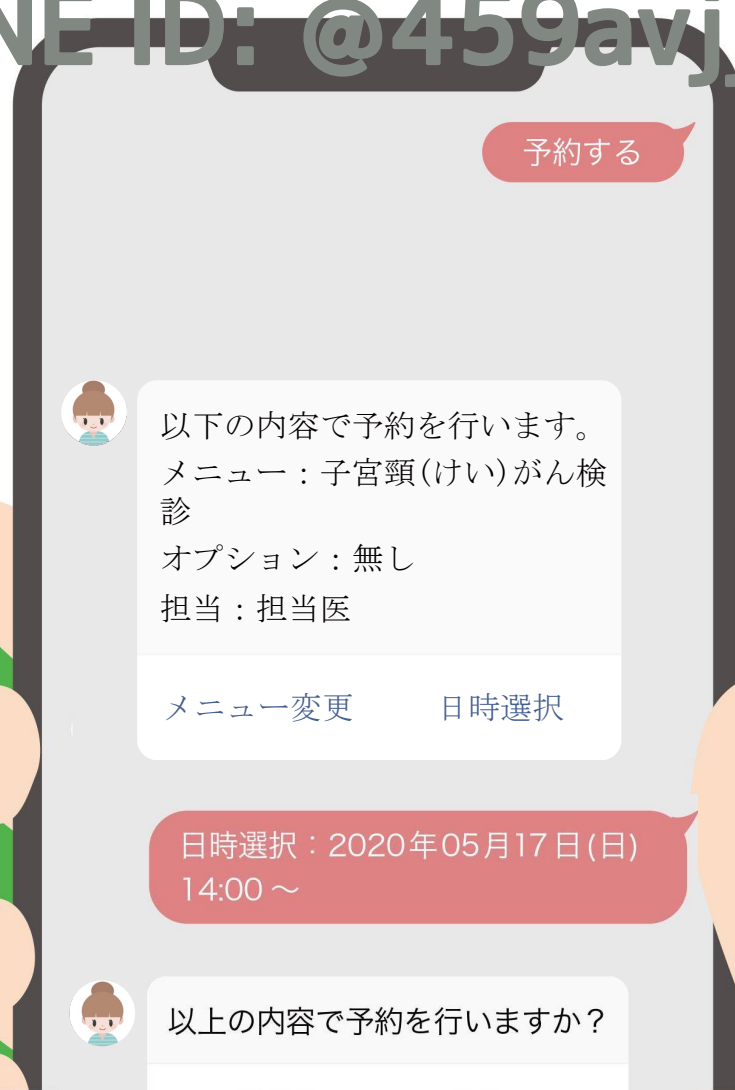 NE ID: @459avj
予約する
以下の内容で予約を行います。
メニュー：子宮頸(けい)がん検
診
オプション：無し
担当：担当医
メニュー変更
日時選択
日時選択：2020年05月17日(日)
14:00 ～
以上の内容で予約を行いますか？